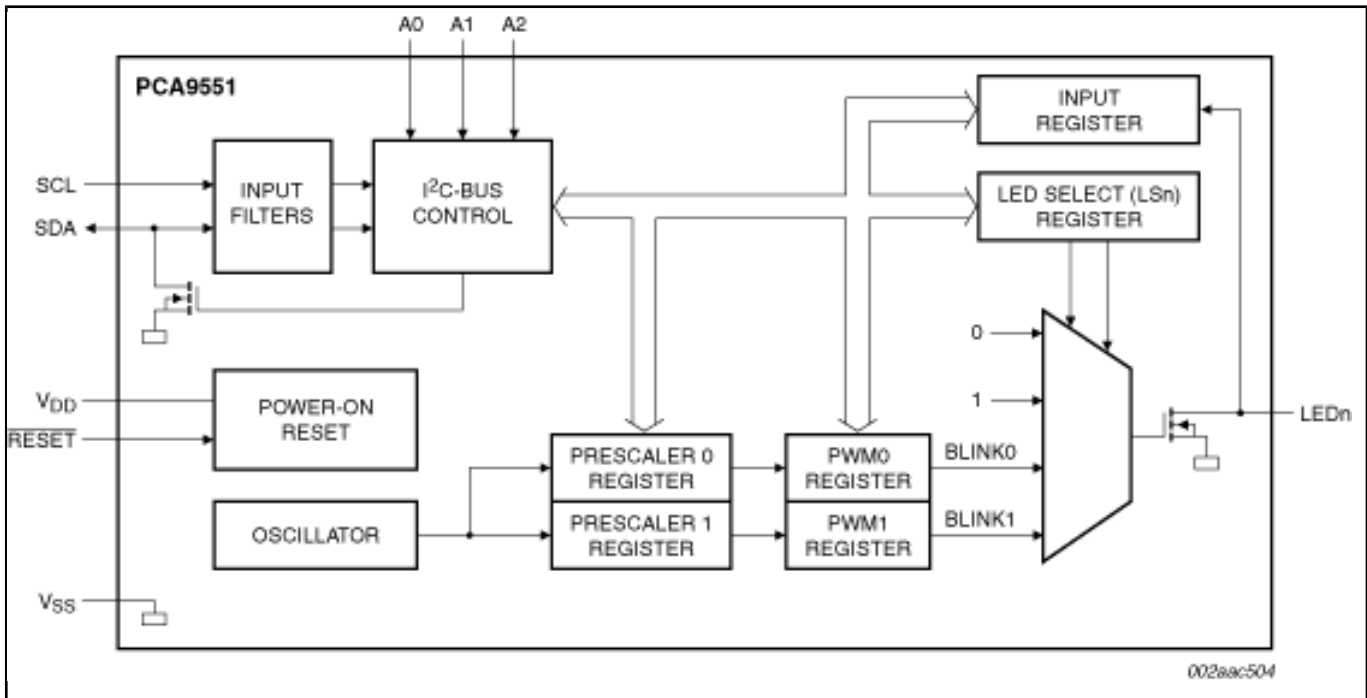 A0 A1 A2
PCA9551
SCL
SDA
INPUT
FILTERS
I²C-BUS
CONTROL
INPUT
REGISTER
LED SELECT (LSn)
REGISTER
0
1
VDD
RESET
POWER-ON
RESET
OSCILLATOR
PRESCALER 0
REGISTER
PRESCALER 1
REGISTER
PWM0
REGISTER
PWM1
REGISTER
BLINK0
BLINK1
LEDn
VSS
002aac504